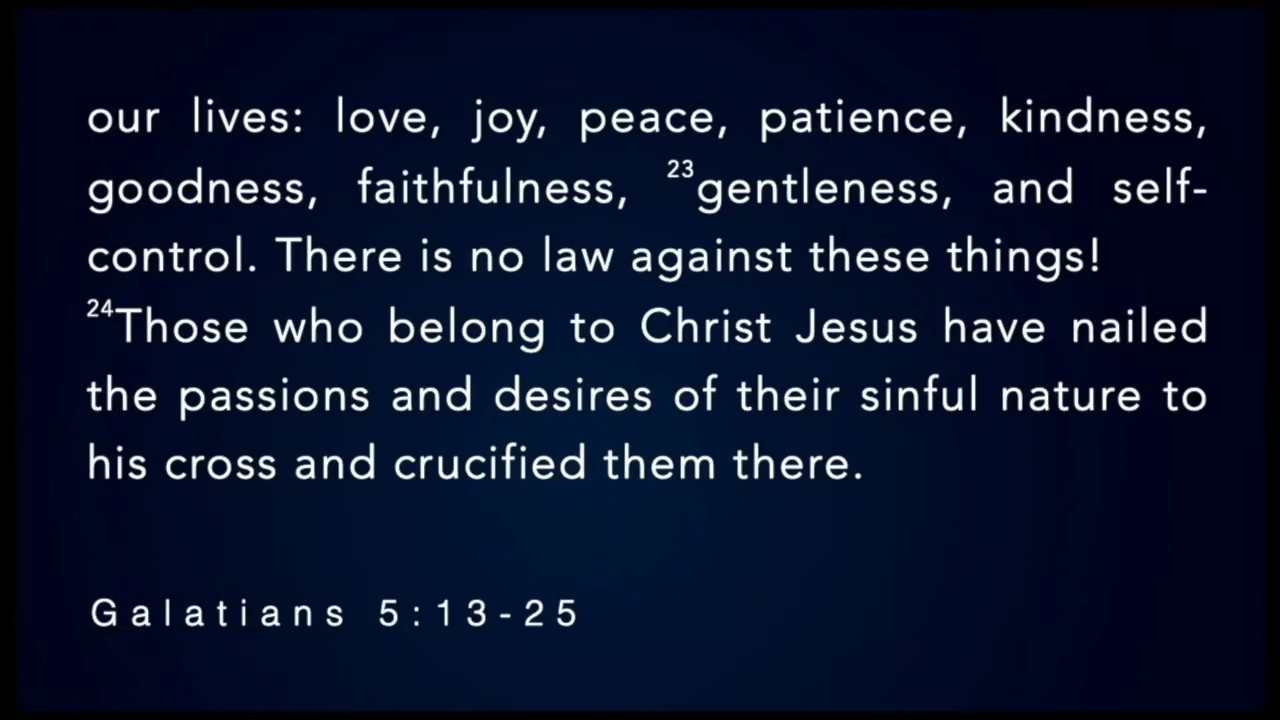 our lives: love, joy, peace, patience, kindness,
goodness, faithfulness, 23gentleness, and self-
control. There is no law against these things!
24Those who belong to Christ Jesus have nailed
the passions and desires of their sinful nature to
his cross and crucified them there.
Galatians 5:13-25